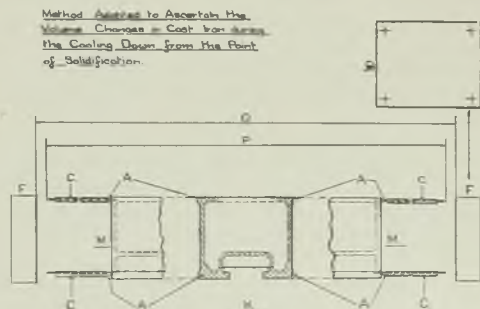 Method Adopted to Ascertain the
Volume Changes in Cast Iron during
the Cooling Down from the Point
of Solidification.
O
P
F
C
A
A
C
F
M
M
C
A
K
A
C